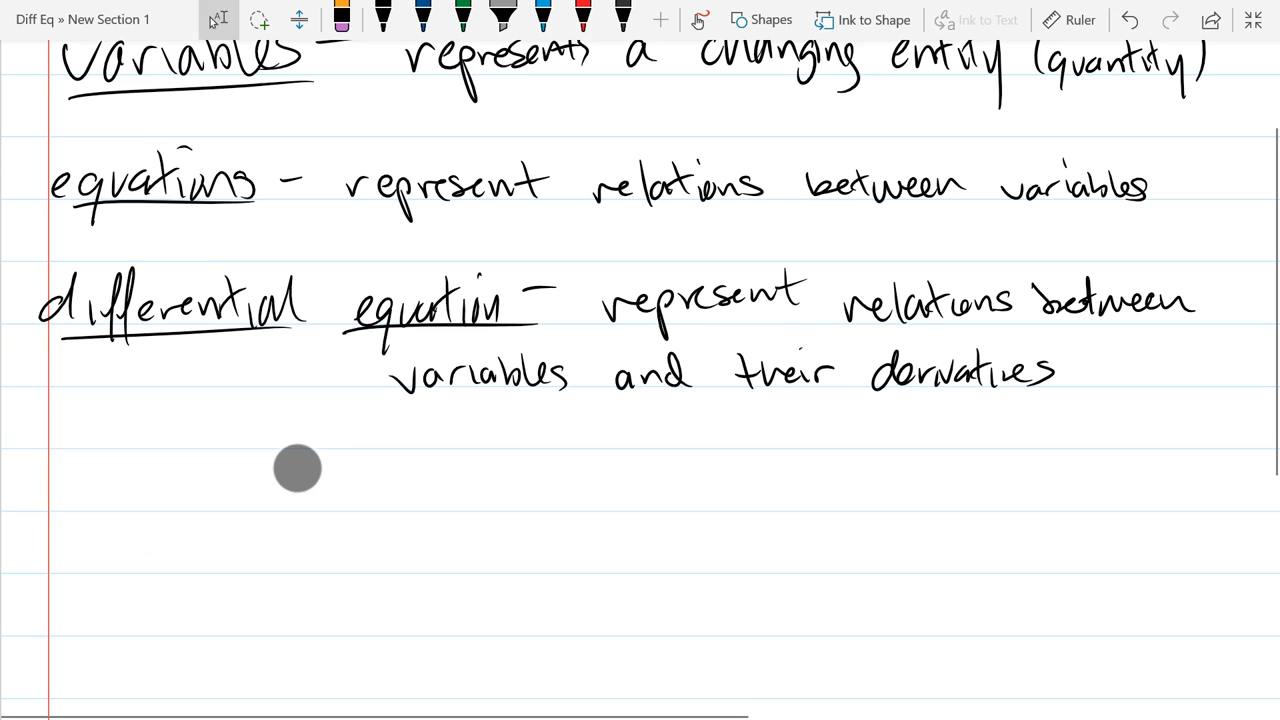 Diff Eq » New Section 1
Shapes
Ink to Shape
Ink to Text
Ruler
Variables – represents a changing entity (quantity)
equations – represent relations between variables
differential equation – represent relations between
variables and their derivatives